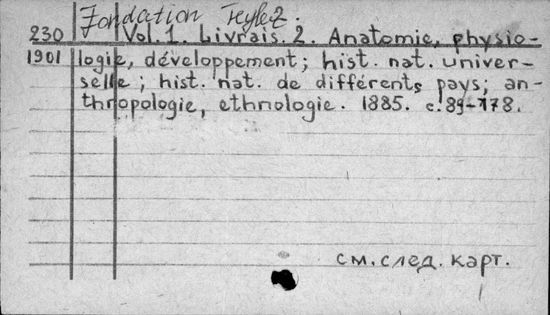 Fondation Teyler.
230 Vol. 1. Livrais. 2. Anatomie, physio-
1901 logie, développement; hist. nat. univer-
selle; hist. nat. de différents pays; an-
thropologie, ethnologie. 1885. с. 89-178.
см. след. карт.